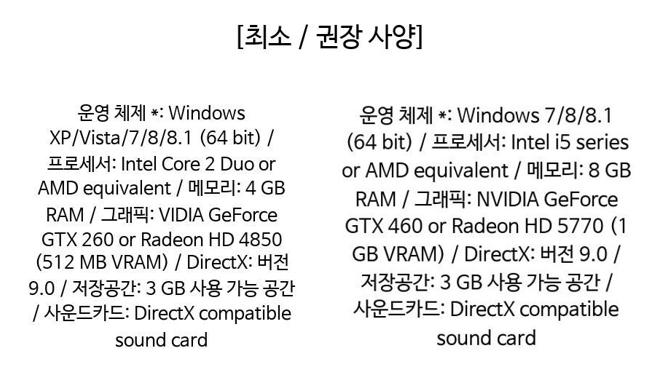 [최소 / 권장 사양]
운영 체제 *: Windows
XP/Vista/7/8/8.1 (64 bit) /
프로세서: Intel Core 2 Duo or
AMD equivalent / 메모리: 4 GB
RAM / 그래픽: VIDIA GeForce
GTX 260 or Radeon HD 4850
(512 MB VRAM) / DirectX: 버전
9.0 / 저장공간: 3 GB 사용 가능 공간
/ 사운드카드: DirectX compatible
sound card
운영 체제 *: Windows 7/8/8.1
(64 bit) / 프로세서: Intel i5 series
or AMD equivalent / 메모리: 8 GB
RAM / 그래픽: NVIDIA GeForce
GTX 460 or Radeon HD 5770 (1
GB VRAM) / DirectX: 버전 9.0 /
저장공간: 3 GB 사용 가능 공간 /
사운드카드: DirectX compatible
sound card